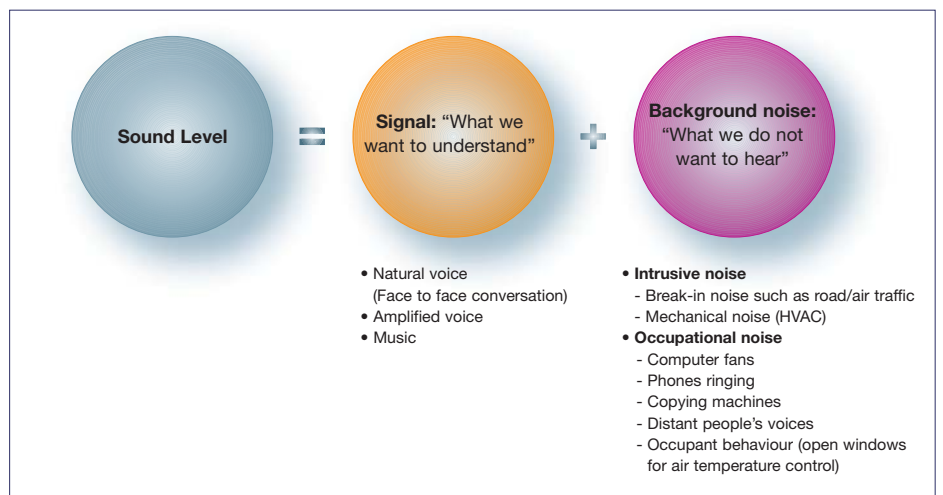 Sound Level
=
Signal: “What we
want to understand”
+
Background noise:
“What we do not
want to hear”
• Natural voice
(Face to face conversation)
• Amplified voice
• Music
• Intrusive noise
- Break-in noise such as road/air traffic
- Mechanical noise (HVAC)
• Occupational noise
- Computer fans
- Phones ringing
- Copying machines
- Distant people’s voices
- Occupant behaviour (open windows
for air temperature control)